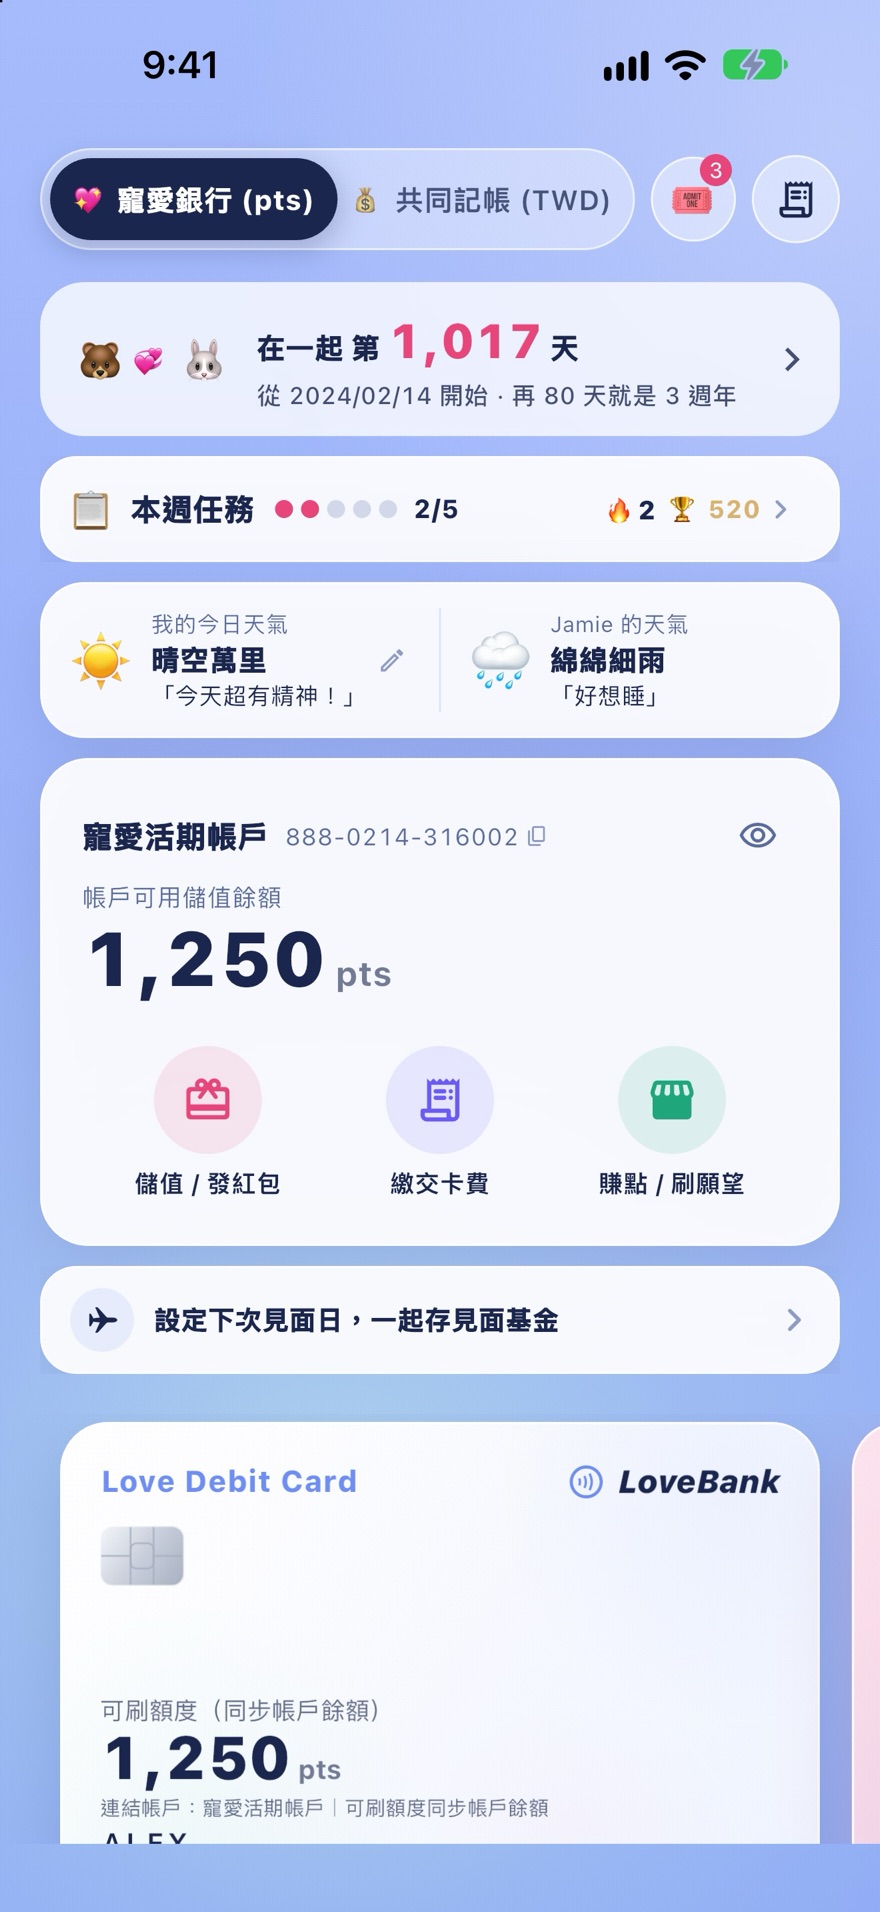 9:41
寵愛銀行 (pts)
共同記帳 (TWD)
ADMIT ONE
3
在一起 第 1,017 天
從 2024/02/14 開始 · 再 80 天就是 3 週年
本週任務 2/5 2 520
我的今日天氣
晴空萬里
「今天超有精神！」
Jamie 的天氣
綿綿細雨
「好想睡」
寵愛活期帳戶 888-0214-316002
帳戶可用儲值餘額
1,250 pts
儲值 / 發紅包
繳交卡費
賺點 / 刷願望
設定下次見面日，一起存見面基金
Love Debit Card
LoveBank
可刷額度（同步帳戶餘額）
1,250 pts
連結帳戶：寵愛活期帳戶｜可刷額度同步帳戶餘額
ALEX